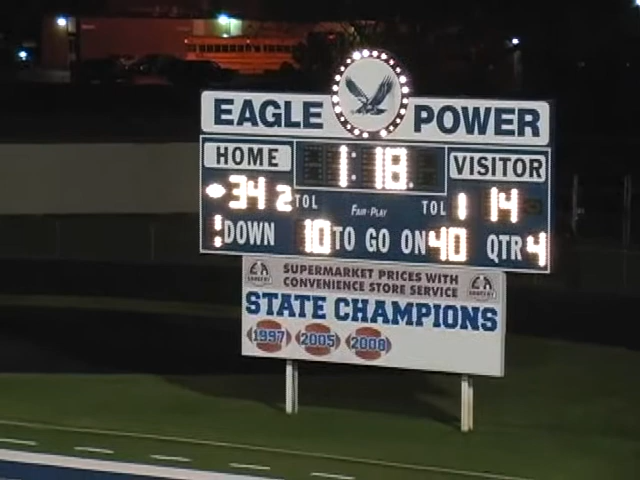 EAGLE POWER
HOME 1:18 VISITOR
34 2 TOL FAIR-PLAY TOL 1 14
1 DOWN 10 TO GO ON 40 QTR 4
SUPERMARKET PRICES WITH
CONVENIENCE STORE SERVICE
STATE CHAMPIONS
1997 2005 2008